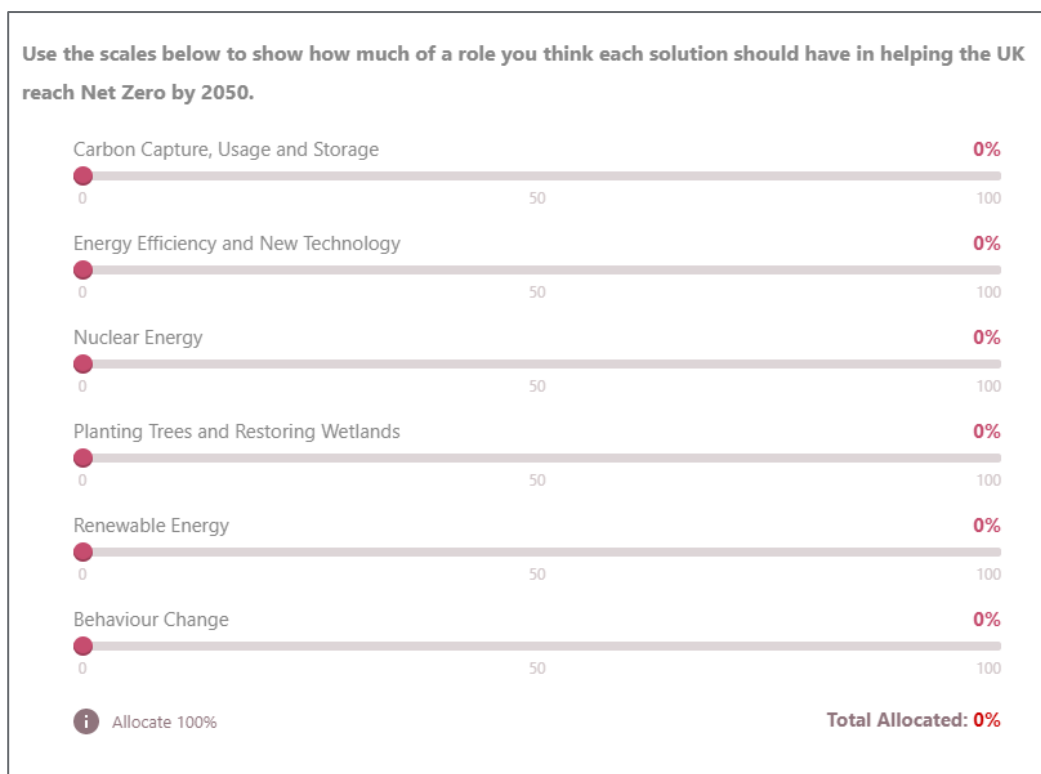 Use the scales below to show how much of a role you think each solution should have in helping the UK
reach Net Zero by 2050.
Carbon Capture, Usage and Storage 0%
0 50 100
Energy Efficiency and New Technology 0%
0 50 100
Nuclear Energy 0%
0 50 100
Planting Trees and Restoring Wetlands 0%
0 50 100
Renewable Energy 0%
0 50 100
Behaviour Change 0%
0 50 100
i Allocate 100% Total Allocated: 0%